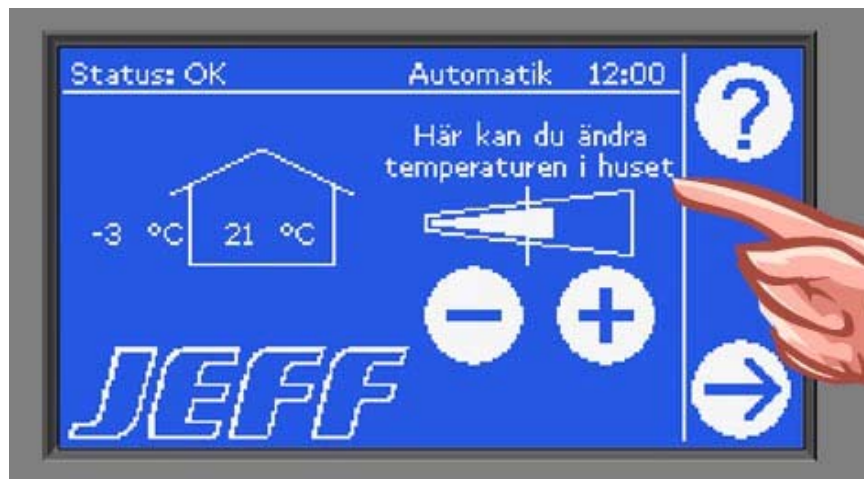 Status: OK Automatik 12:00
Här kan du ändra
temperaturen i huset
-3 °C 21 °C
JEFF